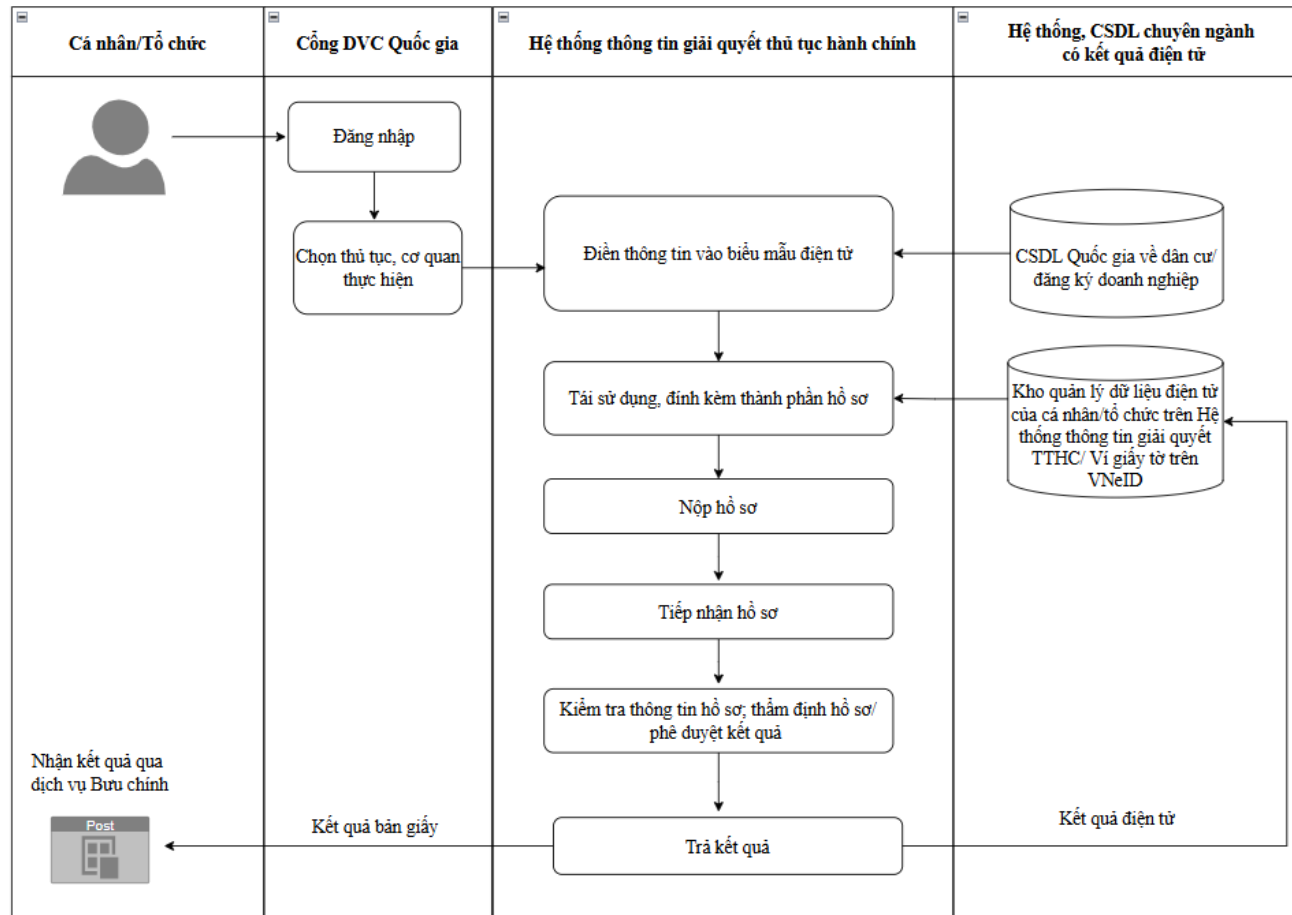 Cá nhân/Tổ chức
Cổng DVC Quốc gia
Hệ thống thông tin giải quyết thủ tục hành chính
Hệ thống, CSDL chuyên ngành
có kết quả điện tử
Đăng nhập
Chọn thủ tục, cơ quan
thực hiện
Điền thông tin vào biểu mẫu điện tử
CSDL Quốc gia về dân cư/
đăng ký doanh nghiệp
Tái sử dụng, đính kèm thành phần hồ sơ
Kho quản lý dữ liệu điện tử
của cá nhân/tổ chức trên Hệ
thống thông tin giải quyết
TTHC/ Ví giấy tờ trên
VNeID
Nộp hồ sơ
Tiếp nhận hồ sơ
Kiểm tra thông tin hồ sơ; thẩm định hồ sơ/
phê duyệt kết quả
Nhận kết quả qua
dịch vụ Bưu chính
Post
Kết quả bản giấy
Trả kết quả
Kết quả điện tử